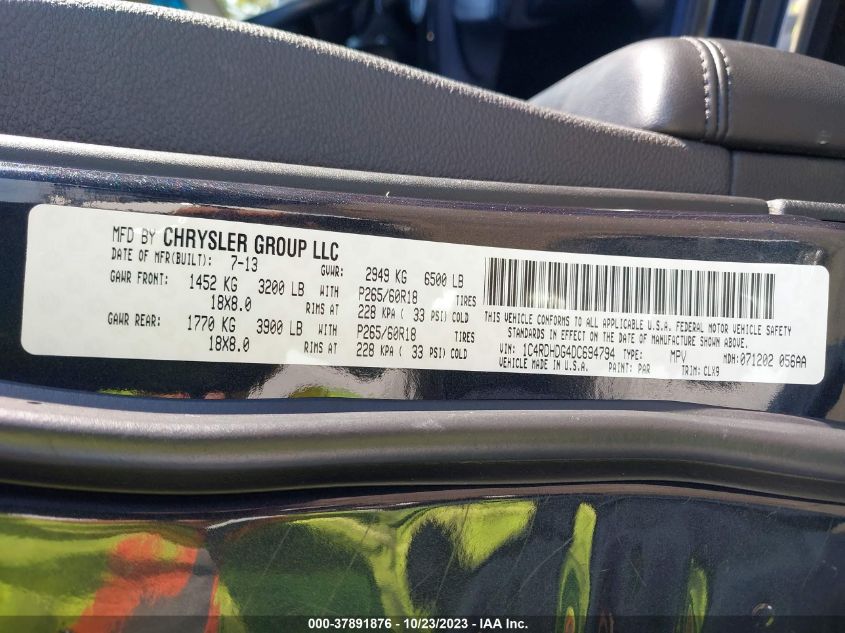 MFD BY CHRYSLER GROUP LLC
DATE OF MFR(BUILT): 7-13 GVWR: 2949 KG 6500 LB
GAWR FRONT: 1452 KG 3200 LB WITH P265/60R18 TIRES
18X8.0 RIMS AT 228 KPA ( 33 PSI) COLD
GAWR REAR: 1770 KG 3900 LB WITH P265/60R18 TIRES
18X8.0 RIMS AT 228 KPA ( 33 PSI) COLD
THIS VEHICLE CONFORMS TO ALL APPLICABLE U.S.A. FEDERAL MOTOR VEHICLE SAFETY
STANDARDS IN EFFECT ON THE DATE OF MANUFACTURE SHOWN ABOVE.
VIN: 1C4RDHDG4DC694794 TYPE: MPV MDH: 071202 056AA
VEHICLE MADE IN U.S.A. PAINT: PAR TRIM: CLX9
000-37891876 - 10/23/2023 - IAA Inc.